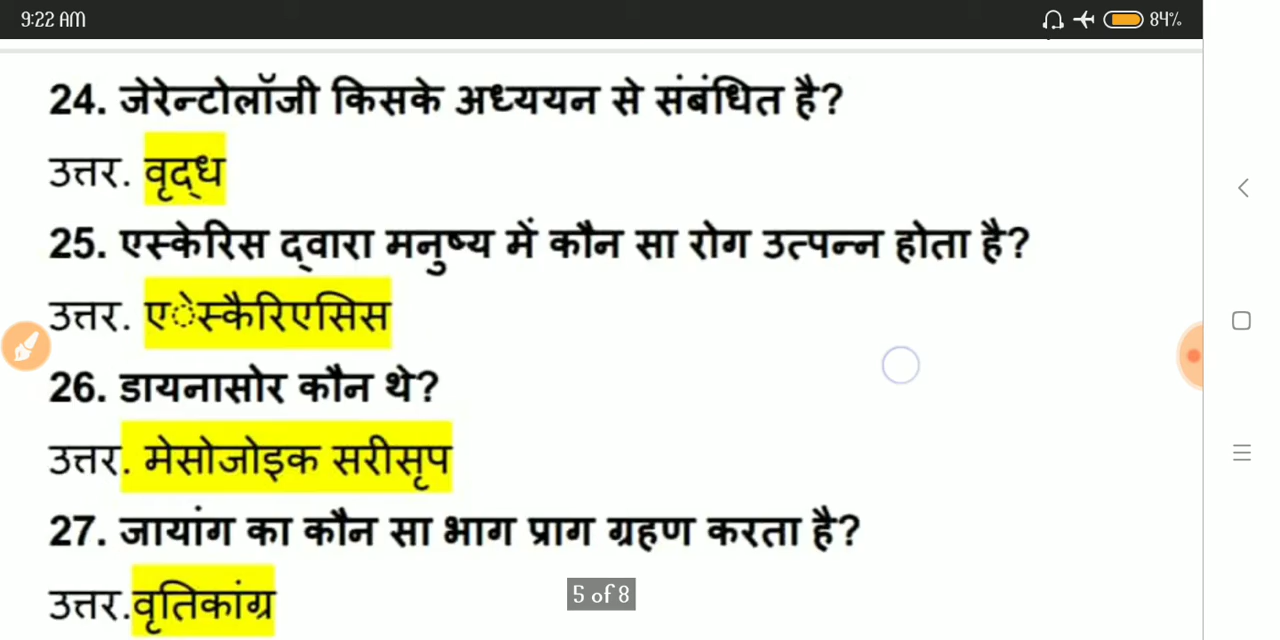 9:22 AM
84%
24. जेरेन्टोलॉजी किसके अध्ययन से संबंधित है?
उत्तर. वृद्ध
25. एस्केरिस द्वारा मनुष्य में कौन सा रोग उत्पन्न होता है?
उत्तर. एेस्कैरिएसिस
26. डायनासोर कौन थे?
उत्तर. मेसोजोइक सरीसृप
27. जायांग का कौन सा भाग प्राग ग्रहण करता है?
उत्तर.वृतिकांग्र
5 of 8